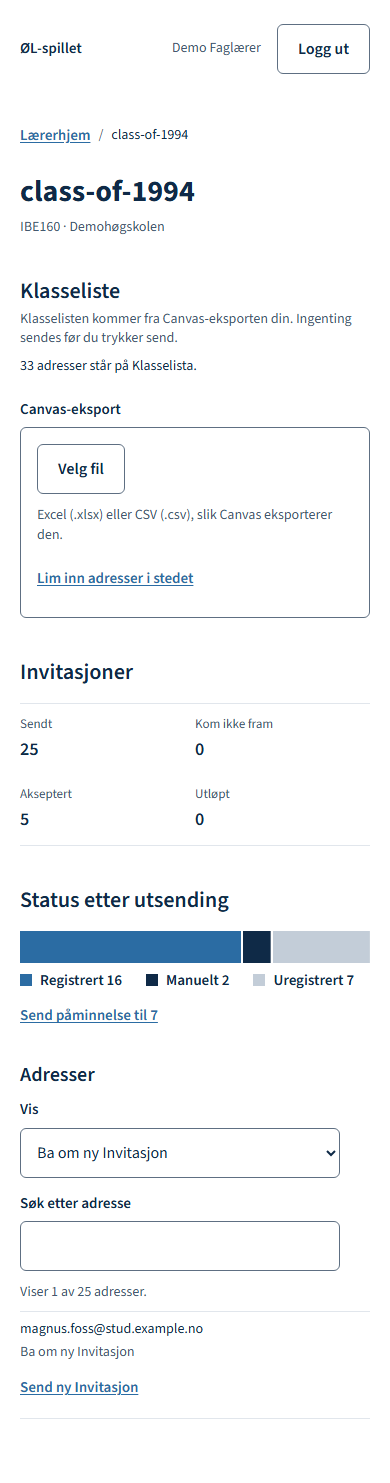 ØL-spillet
Demo Faglærer
Logg ut
Lærerhjem / class-of-1994
class-of-1994
IBE160 · Demohøgskolen
Klasseliste
Klasselisten kommer fra Canvas-eksporten din. Ingenting
sendes før du trykker send.
33 adresser står på Klasselista.
Canvas-eksport
Velg fil
Excel (.xlsx) eller CSV (.csv), slik Canvas eksporterer
den.
Lim inn adresser i stedet
Invitasjoner
Sendt
Kom ikke fram
25
0
Akseptert
Utløpt
5
0
Status etter utsending
Registrert 16
Manuelt 2
Uregistrert 7
Send påminnelse til 7
Adresser
Vis
Ba om ny Invitasjon
Søk etter adresse
Viser 1 av 25 adresser.
magnus.foss@stud.example.no
Ba om ny Invitasjon
Send ny Invitasjon